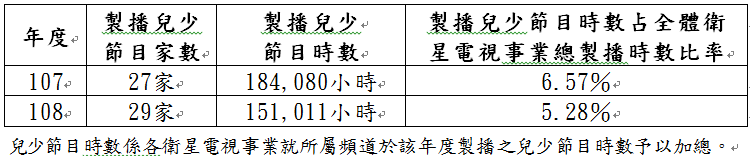 年度 製播兒少節目家數 製播兒少節目時數 製播兒少節目時數占全體衛星電視事業總製播時數比率
107 27家 184,080小時 6.57%
108 29家 151,011小時 5.28%
兒少節目時數係各衛星電視事業就所屬頻道於該年度製播之兒少節目時數予以加總。